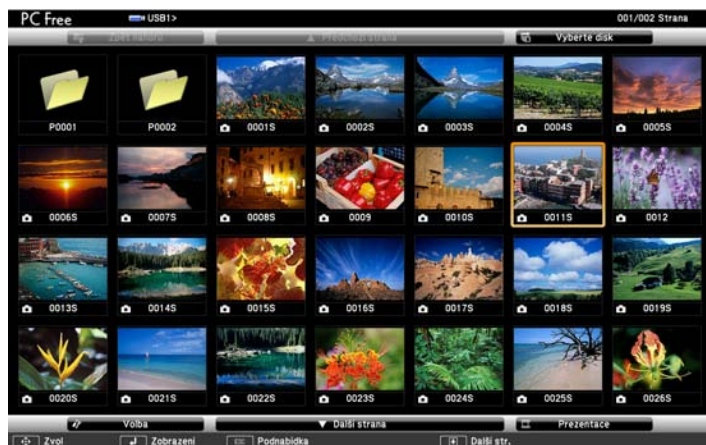 PC Free USB1> 001/002 Strana
Zpět nahoru Předchozí strana Vyberte disk
P0001 P0002 0001S 0002S 0003S 0004S 0005S
0006S 0007S 0008S 0009 0010S 0011S 0012
0013S 0014S 0015S 0016S 0017S 0018S 0019S
0020S 0021S 0022S 0023S 0024S 0025S 0026S
Volba Další strana Prezentace
Zvol Zobrazení ESC Podnabídka Další str.